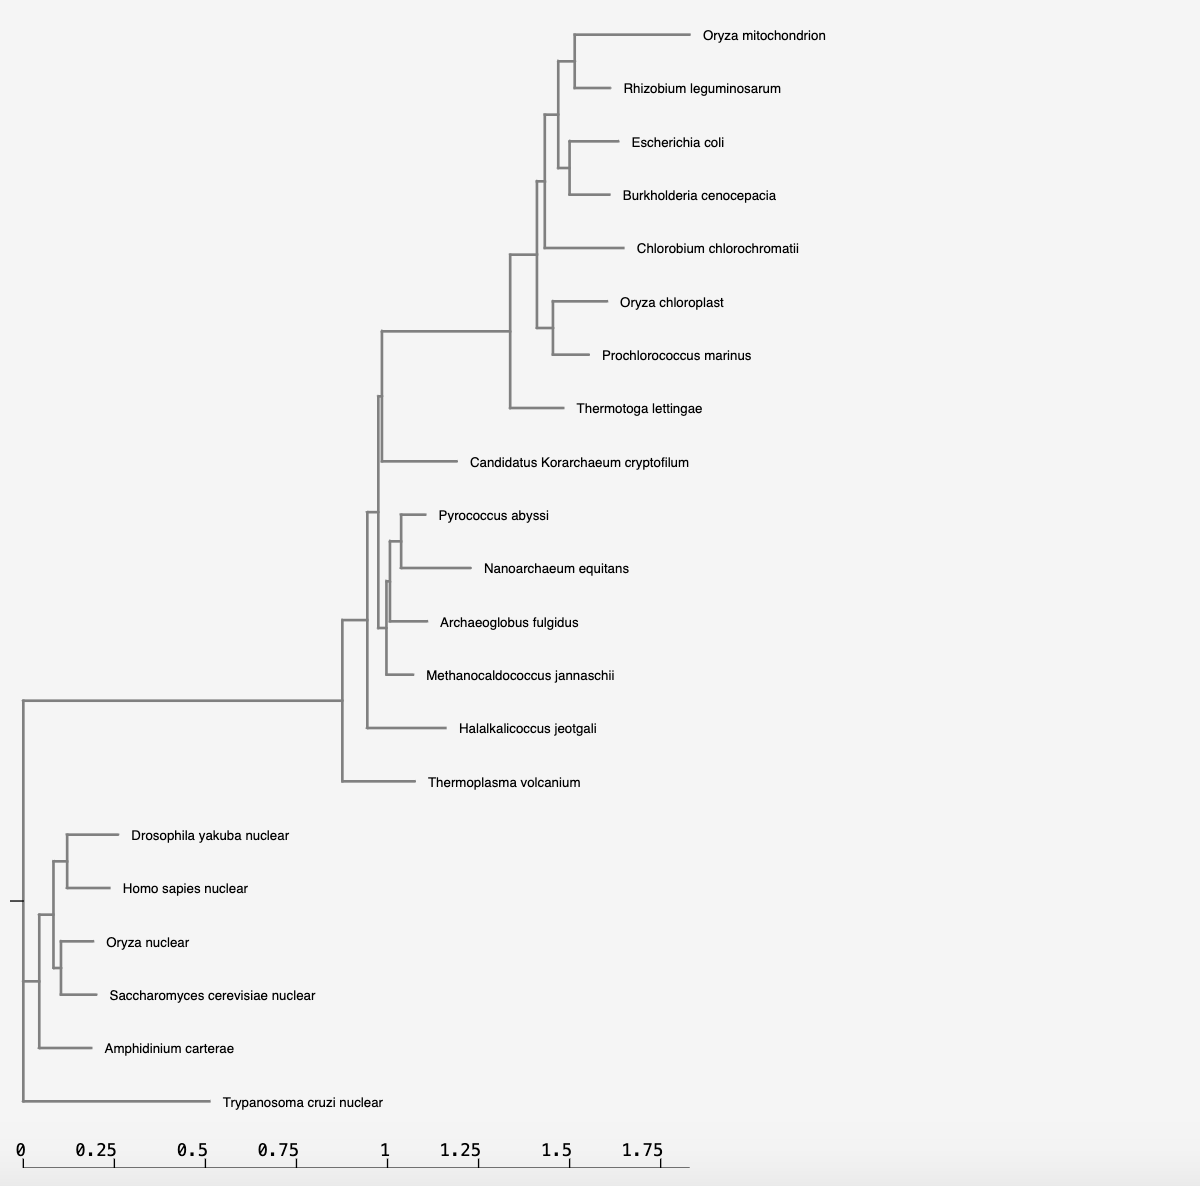 Oryza mitochondrion
Rhizobium leguminosarum
Escherichia coli
Burkholderia cenocepacia
Chlorobium chlorochromatii
Oryza chloroplast
Prochlorococcus marinus
Thermotoga lettingae
Candidatus Korarchaeum cryptofilum
Pyrococcus abyssi
Nanoarchaeum equitans
Archaeoglobus fulgidus
Methanocaldococcus jannaschii
Halalkalicoccus jeotgali
Thermoplasma volcanium
Drosophila yakuba nuclear
Homo sapies nuclear
Oryza nuclear
Saccharomyces cerevisiae nuclear
Amphidinium carterae
Trypanosoma cruzi nuclear
0 0.25 0.5 0.75 1 1.25 1.5 1.75